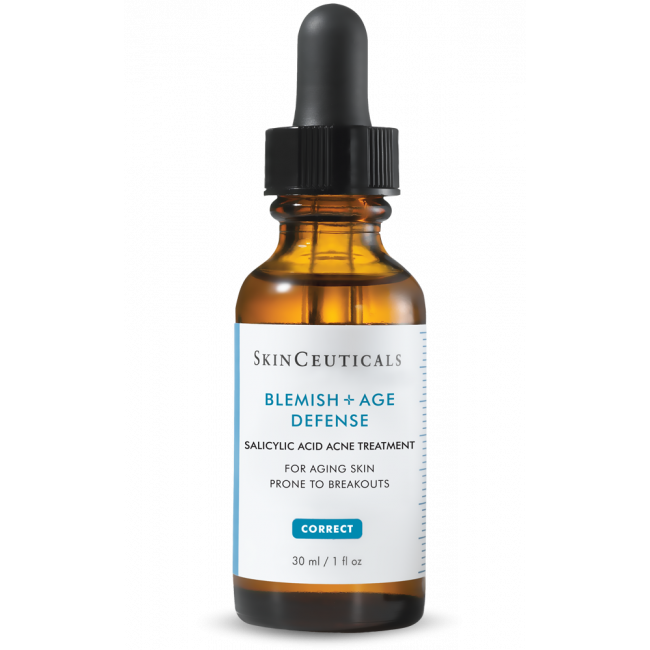 SKINCEUTICALS
BLEMISH + AGE
DEFENSE
SALICYLIC ACID ACNE TREATMENT
FOR AGING SKIN
PRONE TO BREAKOUTS
CORRECT
30 ml / 1 fl oz